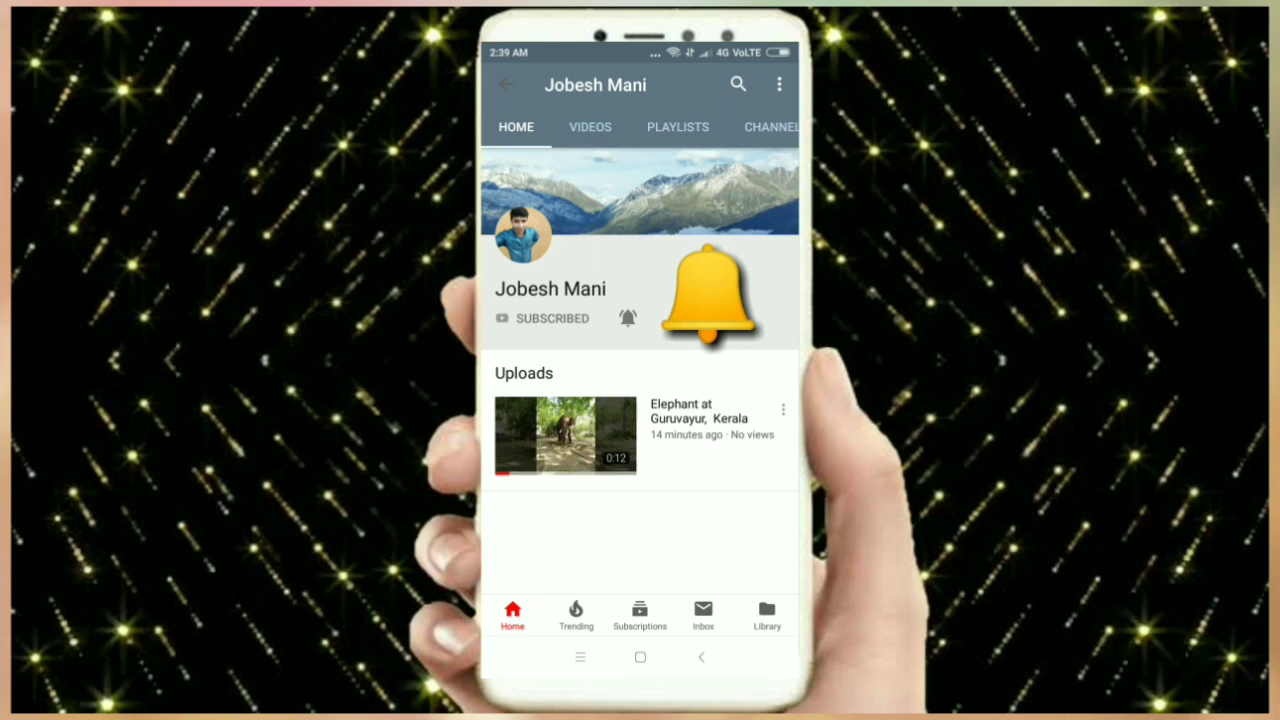 2:39 AM
... 4G VoLTE
Jobesh Mani
HOME VIDEOS PLAYLISTS CHANNEL
Jobesh Mani
SUBSCRIBED
Uploads
Elephant at
Guruvayur, Kerala
14 minutes ago · No views
0:12
Home Trending Subscriptions Inbox Library